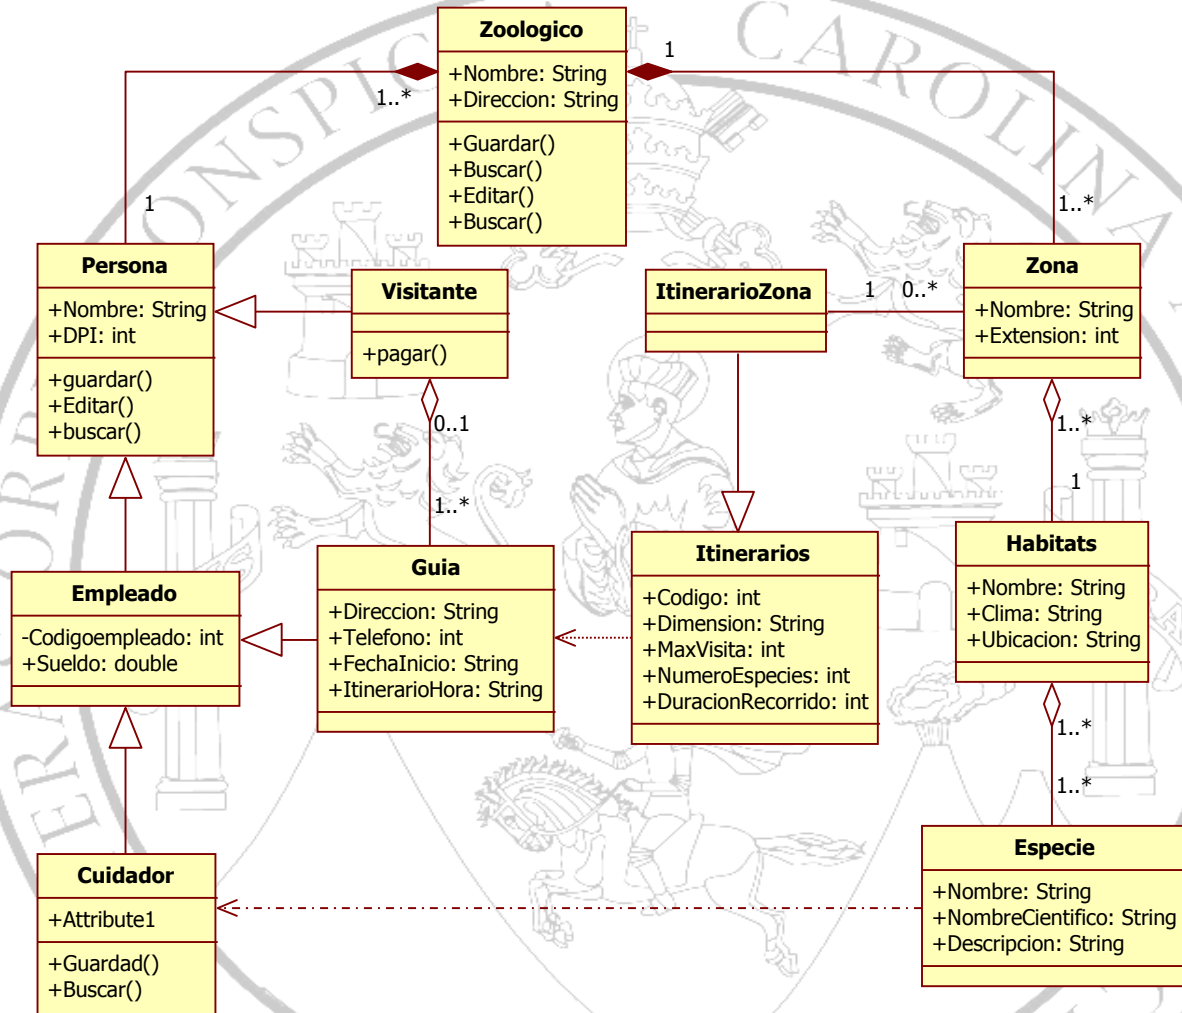 Zoologico
+Nombre: String
+Direccion: String
+Guardar()
+Buscar()
+Editar()
+Buscar()
1..*
1
1
1..*
Persona
+Nombre: String
+DPI: int
+guardar()
+Editar()
+buscar()
Visitante
+pagar()
ItinerarioZona
1 0..*
Zona
+Nombre: String
+Extension: int
0..1
1..*
1..*
1
Empleado
-Codigoempleado: int
+Sueldo: double
Guia
+Direccion: String
+Telefono: int
+FechaInicio: String
+ItinerarioHora: String
Itinerarios
+Codigo: int
+Dimension: String
+MaxVisita: int
+NumeroEspecies: int
+DuracionRecorrido: int
Habitats
+Nombre: String
+Clima: String
+Ubicacion: String
1..*
1..*
Cuidador
+Attribute1
+Guardad()
+Buscar()
Especie
+Nombre: String
+NombreCientifico: String
+Descripcion: String
CAROLINA